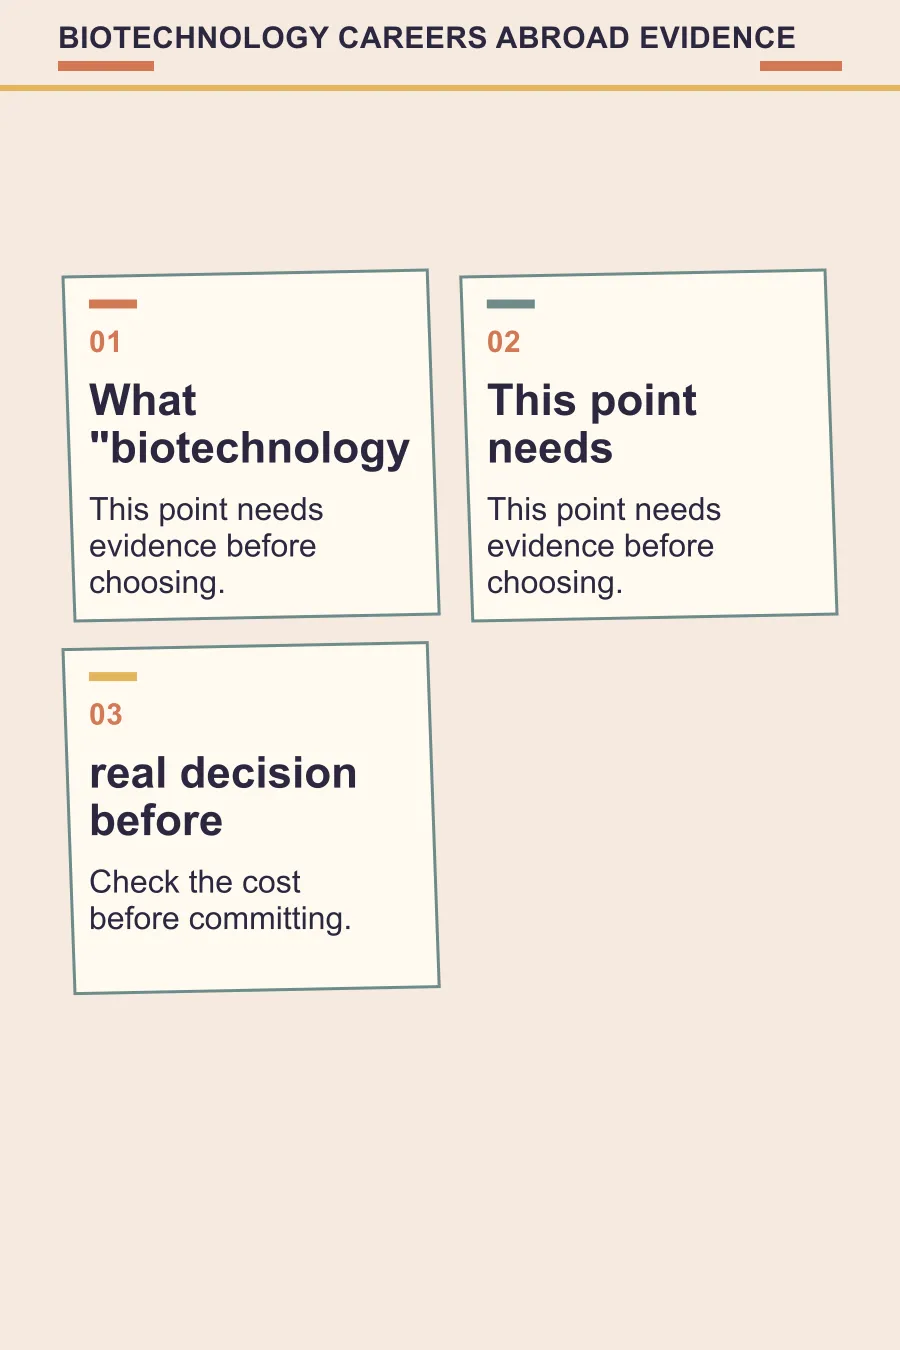 BIOTECHNOLOGY CAREERS ABROAD EVIDENCE
01
What
"biotechnology
This point needs
evidence before
choosing.
02
This point
needs
This point needs
evidence before
choosing.
03
real decision
before
Check the cost
before committing.